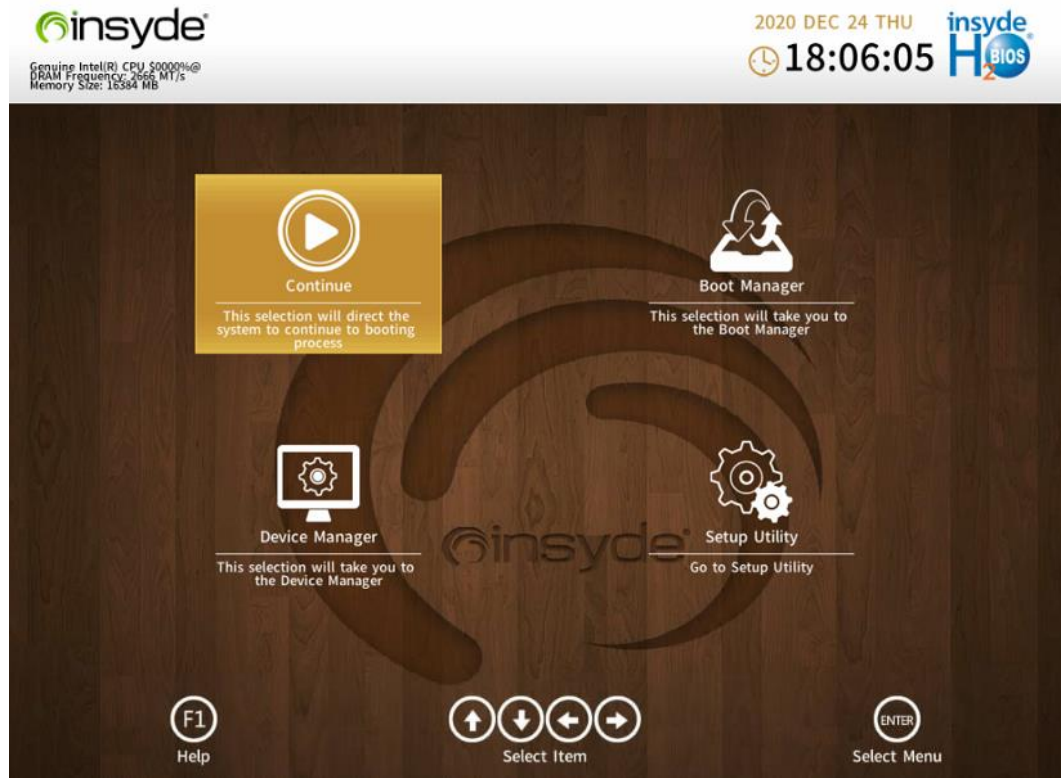 insyde®
2020 DEC 24 THU
18:06:05
insyde
H2BIOS®
Genuine Intel(R) CPU $0000%@
DRAM Frequency: 2666 MT/s
Memory Size: 16384 MB
Continue
This selection will direct the
system to continue to booting
process
Boot Manager
This selection will take you to
the Boot Manager
Device Manager
This selection will take you to
the Device Manager
Setup Utility
Go to Setup Utility
insyde®
F1
Help
Select Item
ENTER
Select Menu